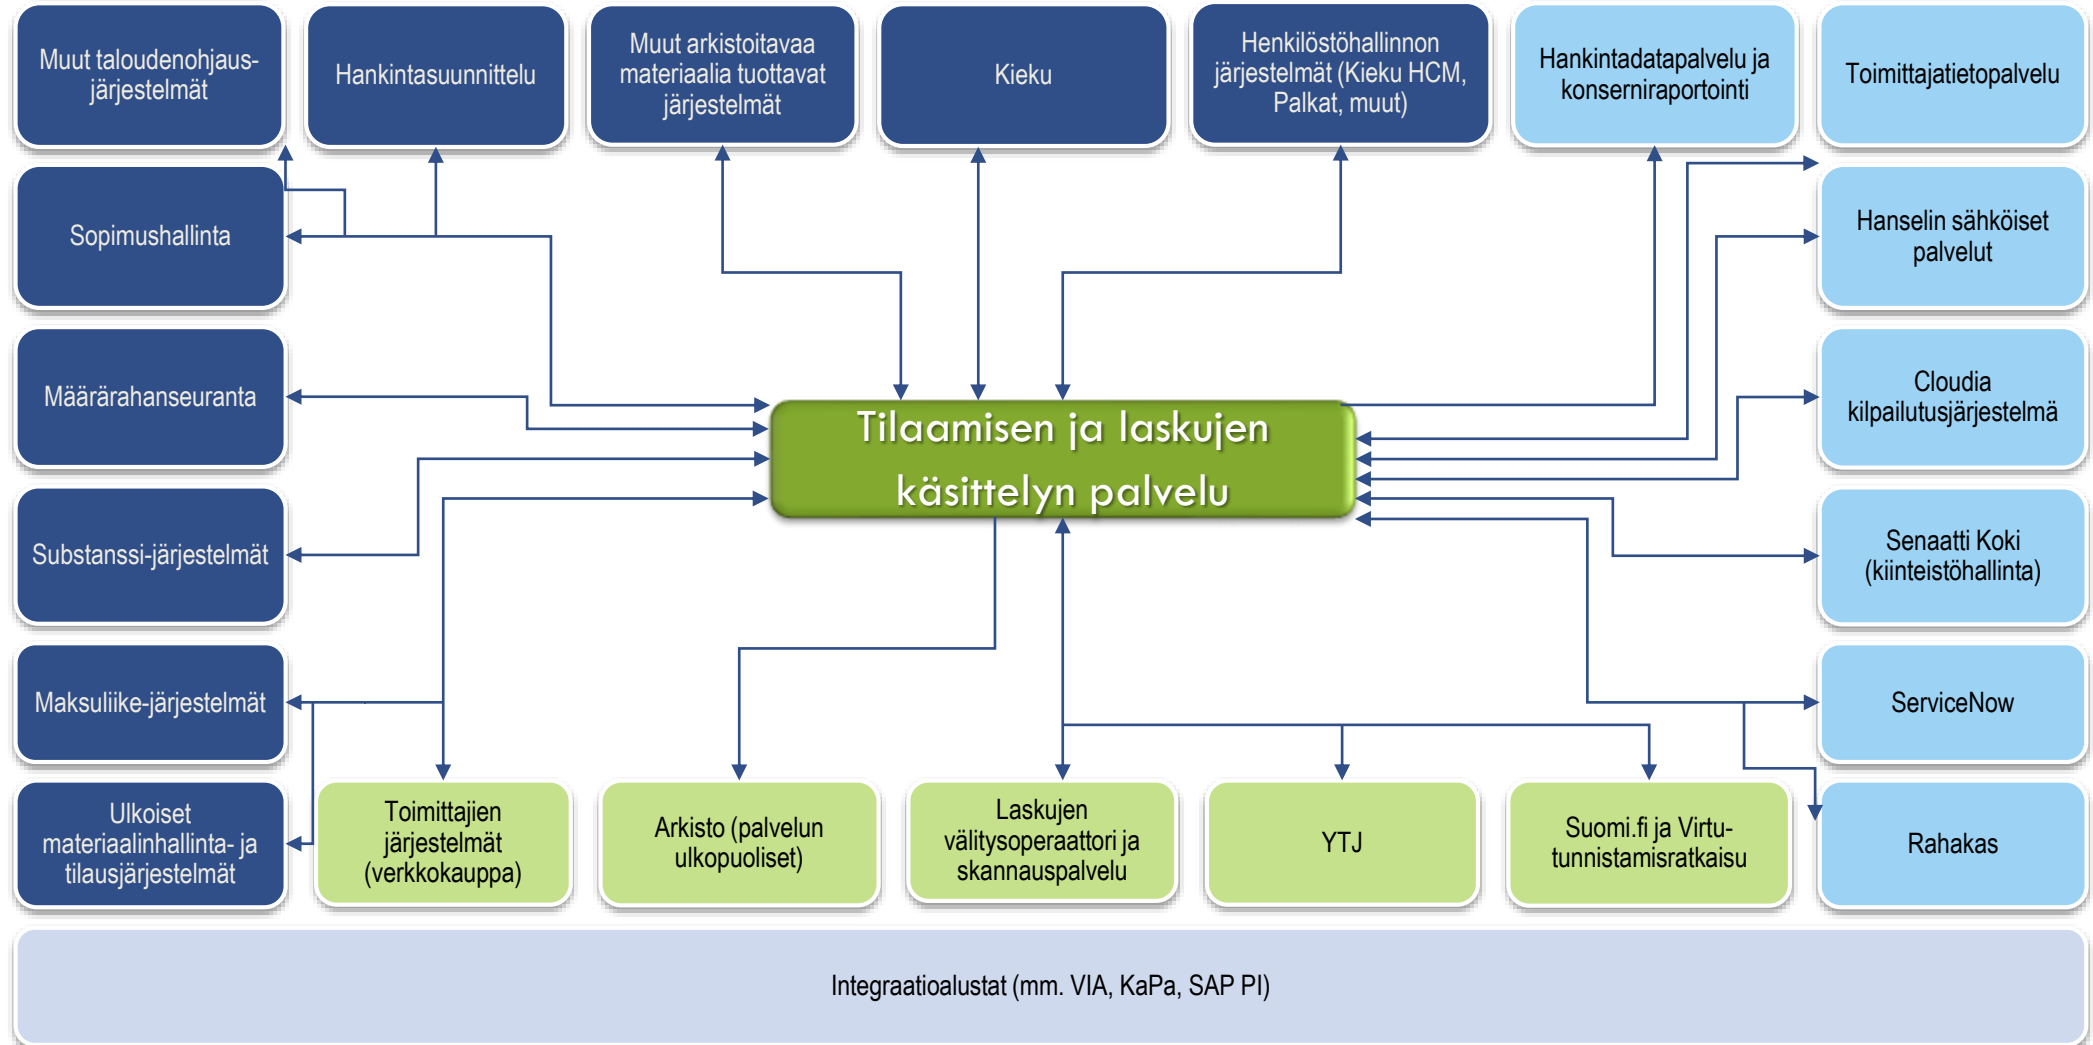 Muut taloudenohjaus-
järjestelmät
Hankintasuunnittelu
Muut arkistoitavaa
materiaalia tuottavat
järjestelmät
Kieku
Henkilöstöhallinnon
järjestelmät (Kieku HCM,
Palkat, muut)
Hankintadatapalvelu ja
konserniraportointi
Toimittajatietopalvelu
Sopimushallinta
Hanselin sähköiset
palvelut
Määrärahanseuranta
Cloudia
kilpailutusjärjestelmä
Tilaamisen ja laskujen
käsittelyn palvelu
Substanssi-järjestelmät
Senaatti Koki
(kiinteistöhallinta)
Maksuliike-järjestelmät
ServiceNow
Ulkoiset
materiaalinhallinta- ja
tilausjärjestelmät
Toimittajien
järjestelmät
(verkkokauppa)
Arkisto (palvelun
ulkopuoliset)
Laskujen
välitysoperaattori ja
skannauspalvelu
YTJ
Suomi.fi ja Virtu-
tunnistamisratkaisu
Rahakas
Integraatioalustat (mm. VIA, KaPa, SAP PI)